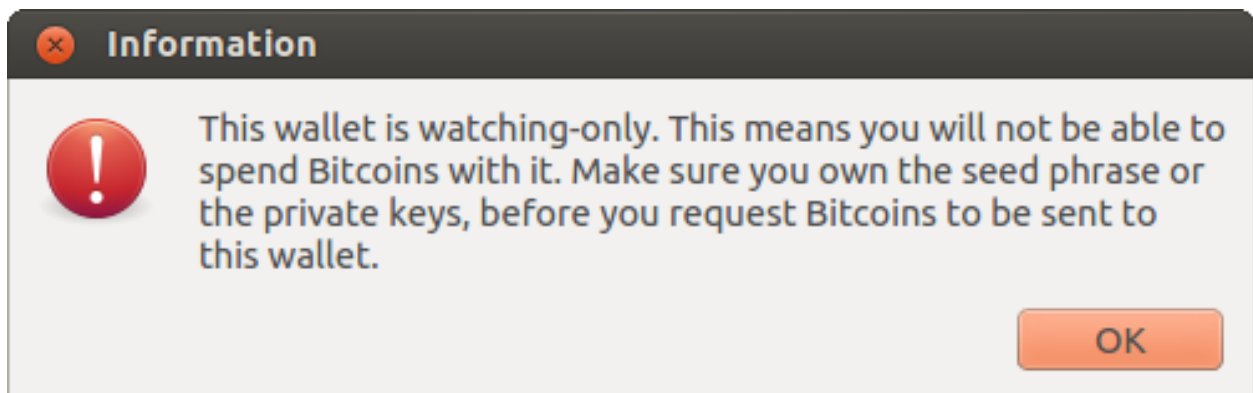 Information
This wallet is watching-only. This means you will not be able to
spend Bitcoins with it. Make sure you own the seed phrase or
the private keys, before you request Bitcoins to be sent to
this wallet.
OK